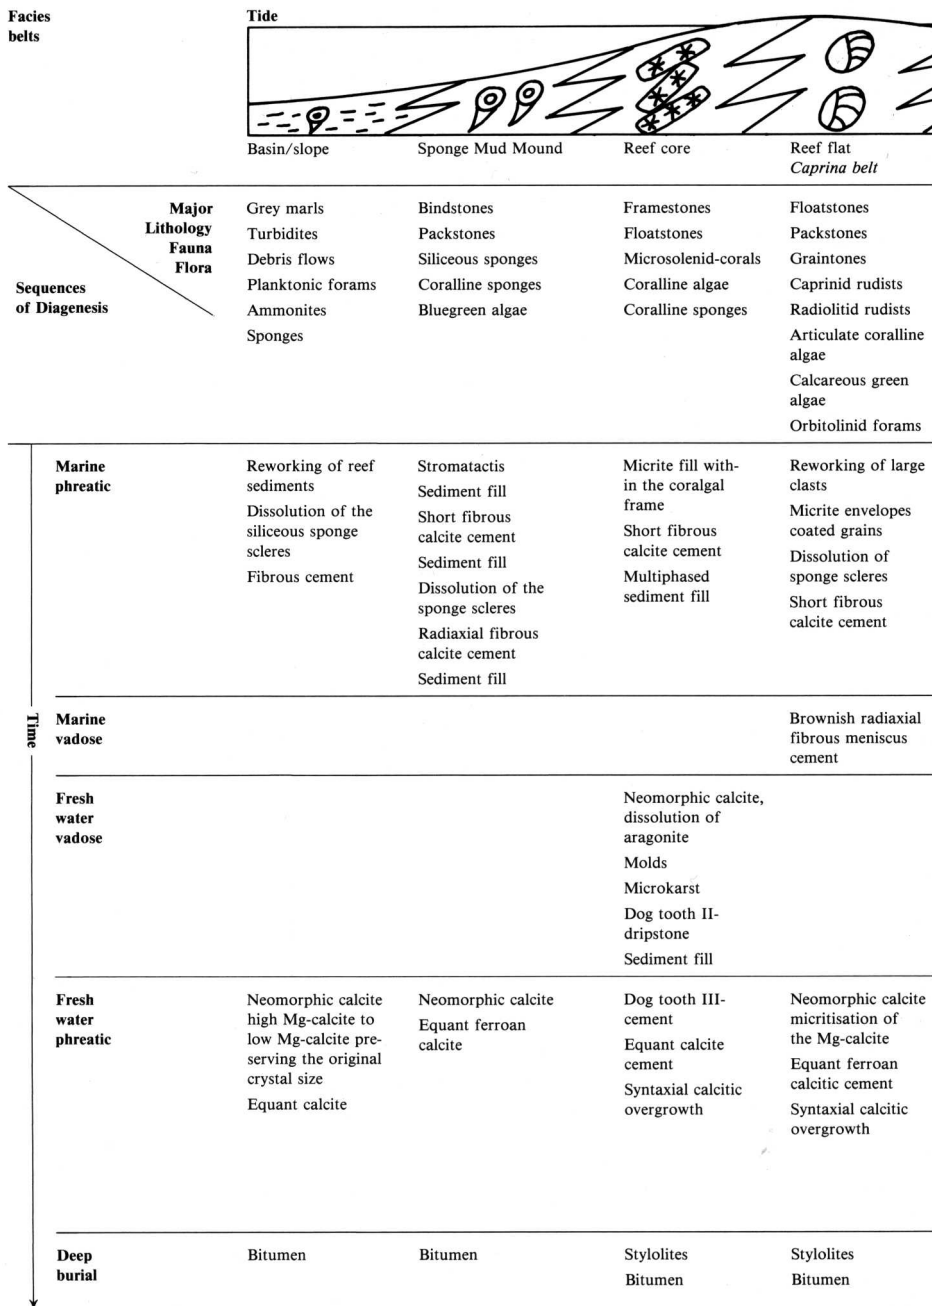 Facies
belts
Tide
Basin/slope
Sponge Mud Mound
Reef core
Reef flat
Caprina belt
Major
Lithology
Fauna
Flora
Sequences
of Diagenesis
Grey marls
Turbidites
Debris flows
Planktonic forams
Ammonites
Sponges
Bindstones
Packstones
Siliceous sponges
Coralline sponges
Bluegreen algae
Framestones
Floatstones
Microsolenid-corals
Coralline algae
Coralline sponges
Floatstones
Packstones
Graintones
Caprinid rudists
Radiolitid rudists
Articulate coralline
algae
Calcareous green
algae
Orbitolinid forams
Time
Marine
phreatic
Reworking of reef
sediments
Dissolution of the
siliceous sponge
scleres
Fibrous cement
Stromatactis
Sediment fill
Short fibrous
calcite cement
Sediment fill
Dissolution of the
sponge scleres
Radiaxial fibrous
calcite cement
Sediment fill
Micrite fill with-
in the coralgal
frame
Short fibrous
calcite cement
Multiphased
sediment fill
Reworking of large
clasts
Micrite envelopes
coated grains
Dissolution of
sponge scleres
Short fibrous
calcite cement
Marine
vadose
Brownish radiaxial
fibrous meniscus
cement
Fresh
water
vadose
Neomorphic calcite,
dissolution of
aragonite
Molds
Microkarst
Dog tooth II-
dripstone
Sediment fill
Fresh
water
phreatic
Neomorphic calcite
high Mg-calcite to
low Mg-calcite pre-
serving the original
crystal size
Equant calcite
Neomorphic calcite
Equant ferroan
calcite
Dog tooth III-
cement
Equant calcite
cement
Syntaxial calcitic
overgrowth
Neomorphic calcite
micritisation of
the Mg-calcite
Equant ferroan
calcitic cement
Syntaxial calcitic
overgrowth
Deep
burial
Bitumen
Bitumen
Stylolites
Bitumen
Stylolites
Bitumen